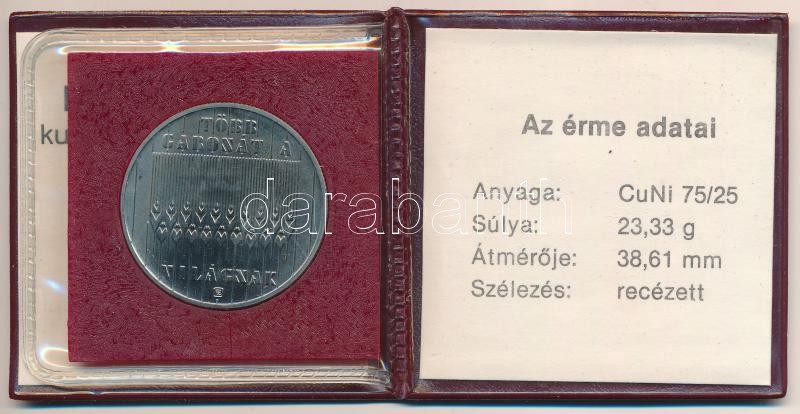 ku
TÖBB
GABONÁT A
VILÁGNAK
darabanth
Az érme adatai
Anyaga: CuNi 75/25
Súlya: 23,33 g
Átmérője: 38,61 mm
Szélezés: recézett